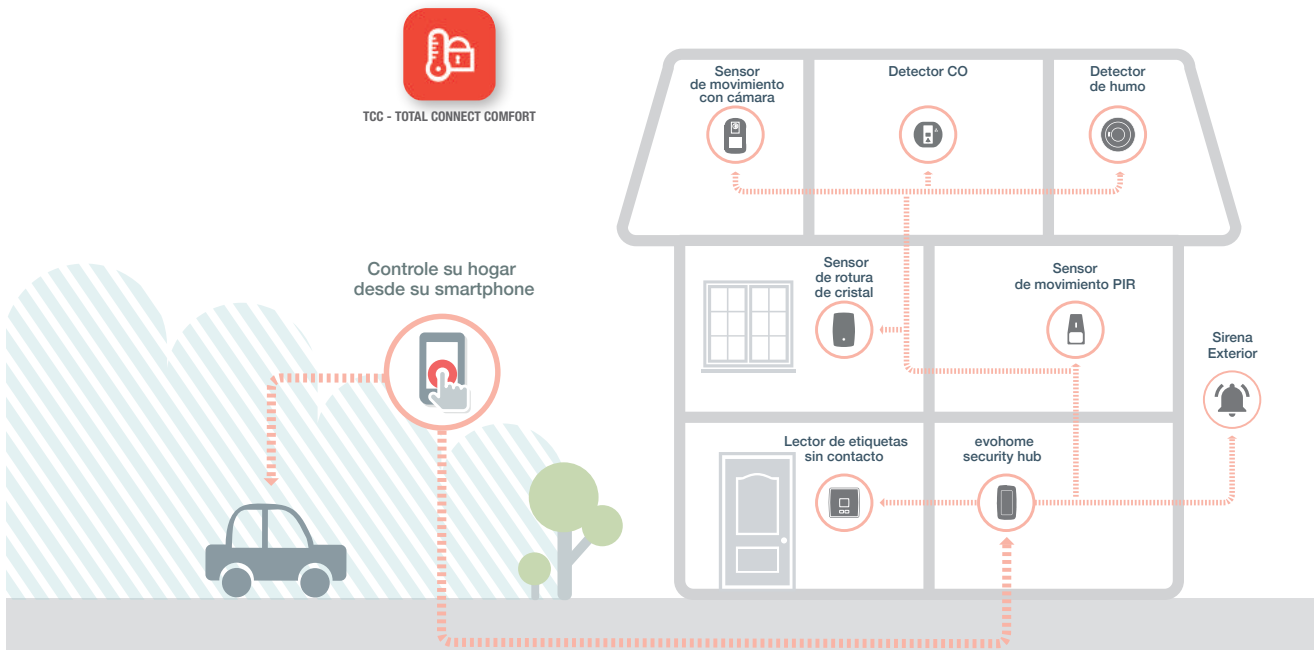 TCC - TOTAL CONNECT COMFORT
Sensor
de movimiento
con cámara
Detector CO
Detector
de humo
Controle su hogar
desde su smartphone
Sensor
de rotura
de cristal
Sensor
de movimiento PIR
Sirena
Exterior
Lector de etiquetas
sin contacto
evohome
security hub